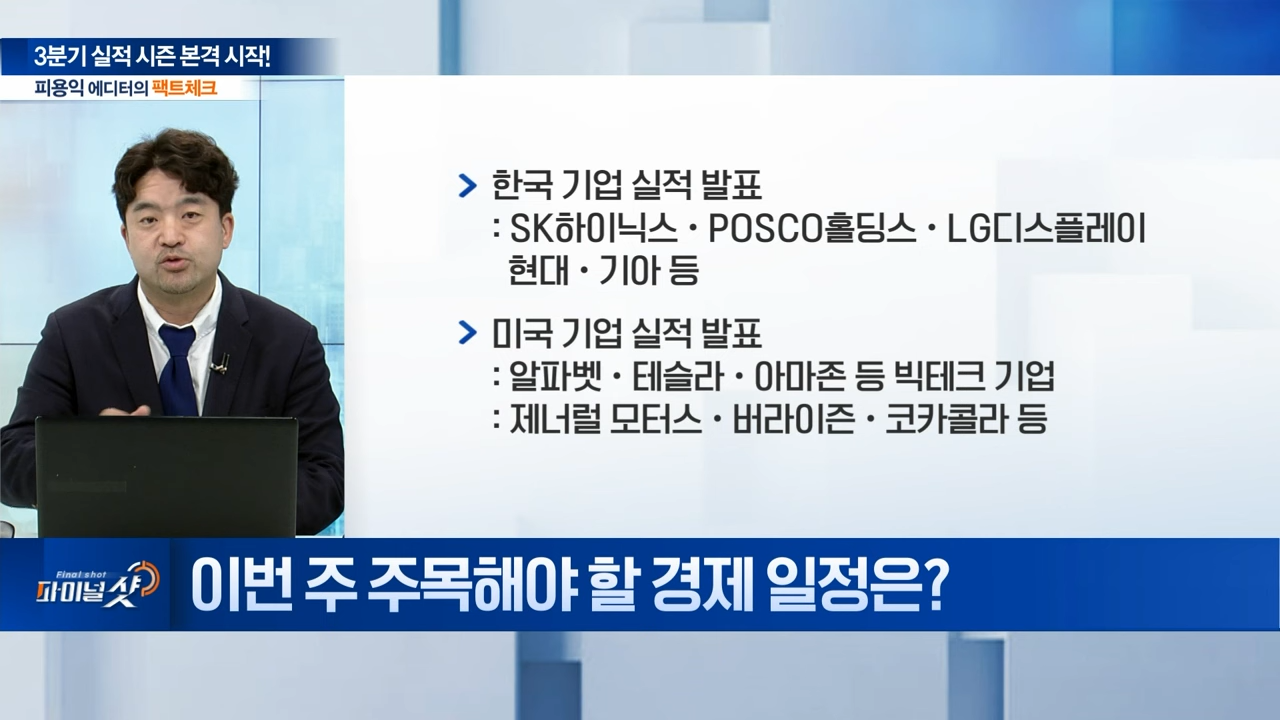 3분기 실적 시즌 본격 시작!
피용익 에디터의 팩트체크
한국 기업 실적 발표
: SK하이닉스 · POSCO홀딩스 · LG디스플레이
현대 · 기아 등
미국 기업 실적 발표
: 알파벳 · 테슬라 · 아마존 등 빅테크 기업
: 제너럴 모터스 · 버라이즌 · 코카콜라 등
Final shot
파이널샷
이번 주 주목해야 할 경제 일정은?